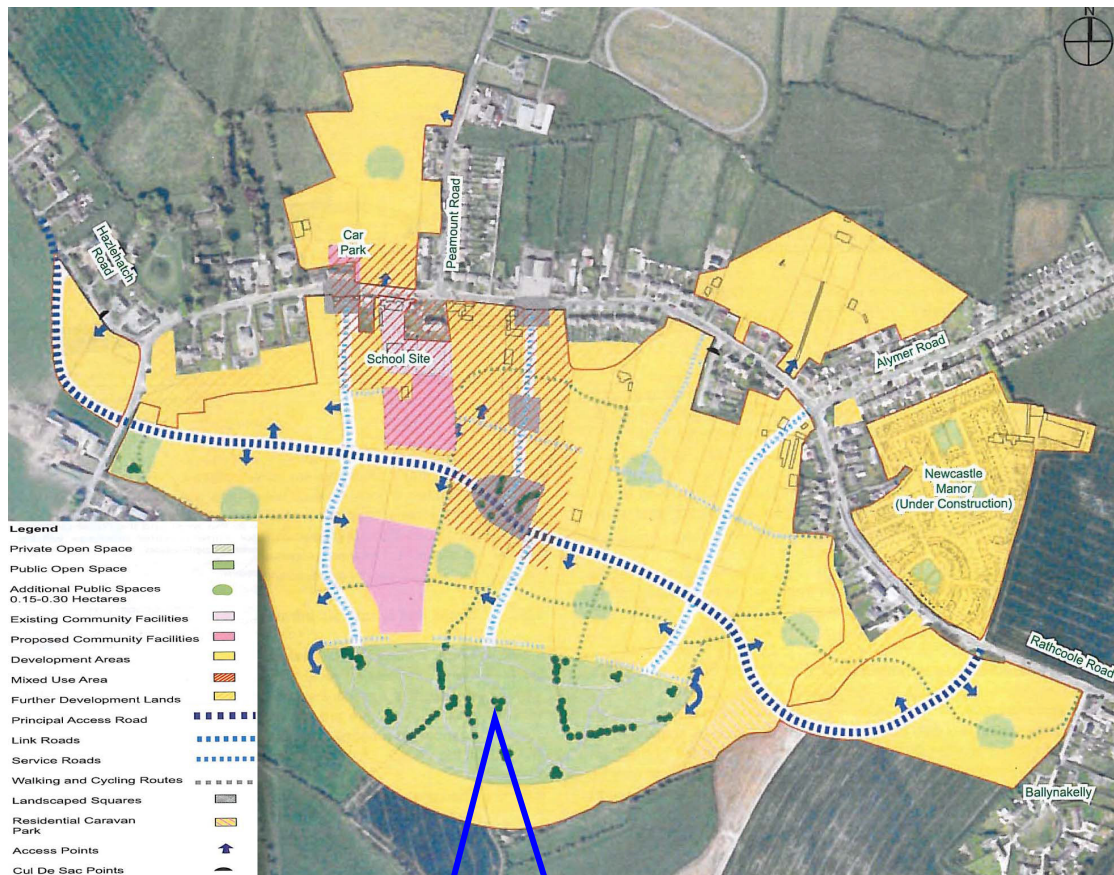 N
Hazlehatch
Road
Car
Park
Peamount Road
School Site
Alymer Road
Newcastle
Manor
(Under Construction)
Rathcoole Road
Ballynakelly
Legend
Private Open Space
Public Open Space
Additional Public Spaces
0.15-0.30 Hectares
Existing Community Facilities
Proposed Community Facilities
Development Areas
Mixed Use Area
Further Development Lands
Principal Access Road
Link Roads
Service Roads
Walking and Cycling Routes
Landscaped Squares
Residential Caravan
Park
Access Points
Cul De Sac Points